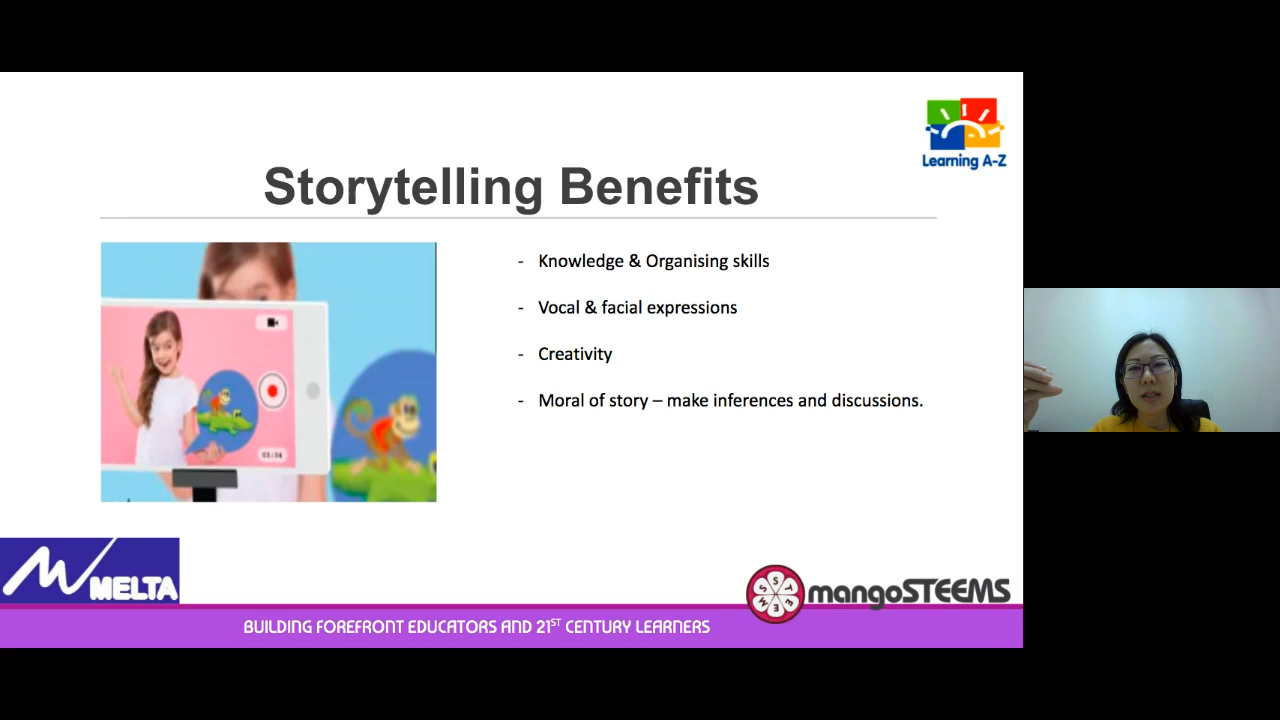 Learning A-Z
Storytelling Benefits
- Knowledge & Organising skills
- Vocal & facial expressions
- Creativity
- Moral of story – make inferences and discussions.
MELTA
STEEMS
mangoSTEEMS
BUILDING FOREFRONT EDUCATORS AND 21ST CENTURY LEARNERS